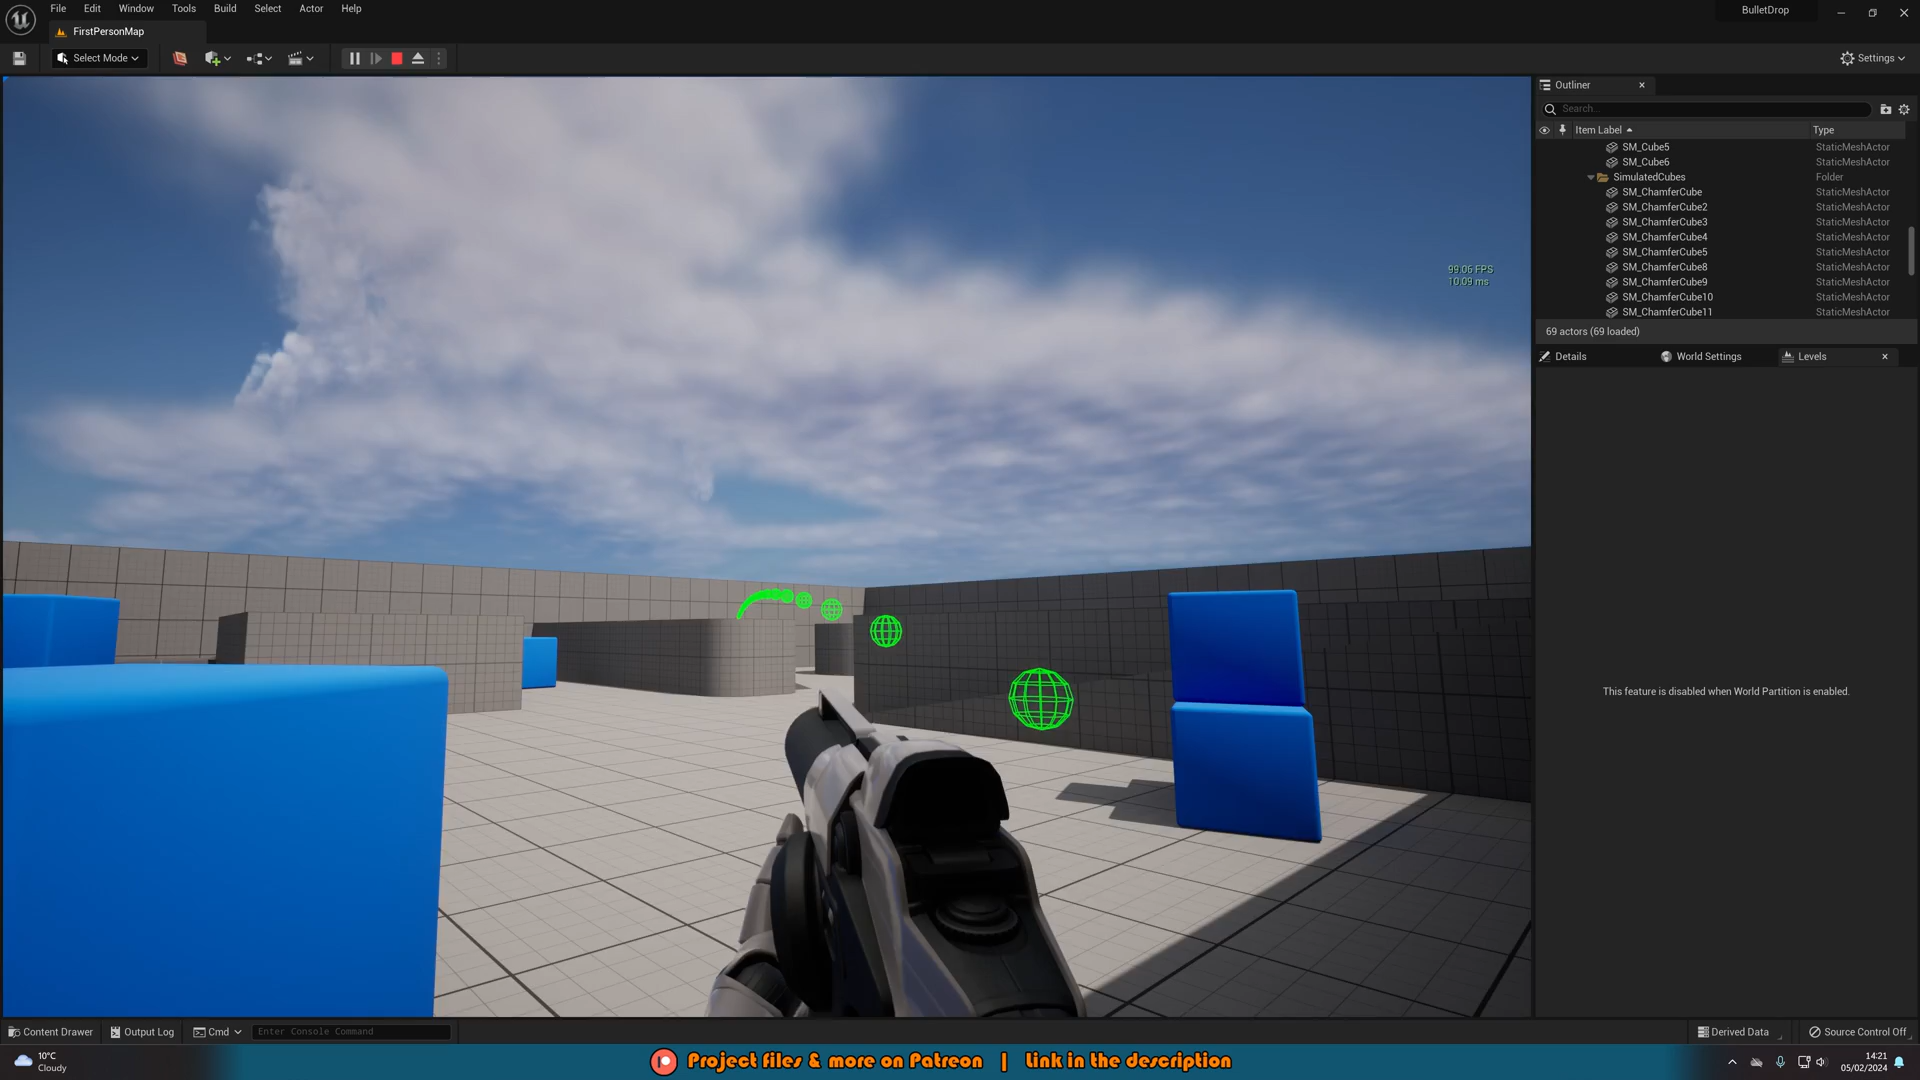 File Edit Window Tools Build Select Actor Help
BulletDrop
FirstPersonMap
Select Mode
Settings
Outliner
Search...
Item Label Type
SM_Cube5 StaticMeshActor
SM_Cube6 StaticMeshActor
SimulatedCubes Folder
SM_ChamferCube StaticMeshActor
SM_ChamferCube2 StaticMeshActor
SM_ChamferCube3 StaticMeshActor
SM_ChamferCube4 StaticMeshActor
SM_ChamferCube5 StaticMeshActor
SM_ChamferCube8 StaticMeshActor
SM_ChamferCube9 StaticMeshActor
SM_ChamferCube10 StaticMeshActor
SM_ChamferCube11 StaticMeshActor
69 actors (69 loaded)
99.06 FPS
10.09 ms
Details World Settings Levels
This feature is disabled when World Partition is enabled.
Content Drawer Output Log Cmd Enter Console Command
Derived Data Source Control Off
10°C
Cloudy
Project files & more on Patreon | Link in the description
14:21
05/02/2024